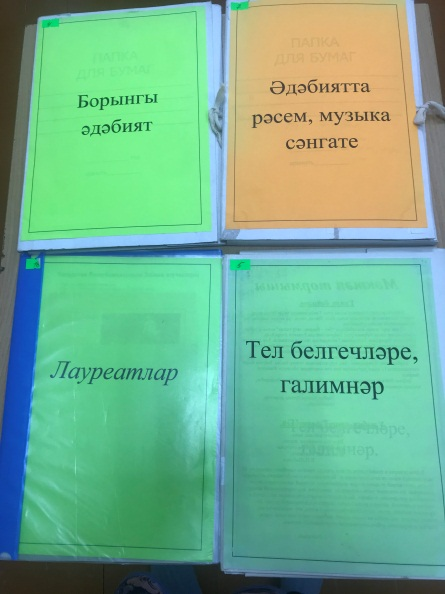 ПАПКА
ДЛЯ БУМАГ
Борынгы
әдәбият
ПАПКА
ДЛЯ БУМАГ
Әдәбиятта
рәсем, музыка
сәнгате
Лауреатлар
Тел белгечләре,
галимнәр